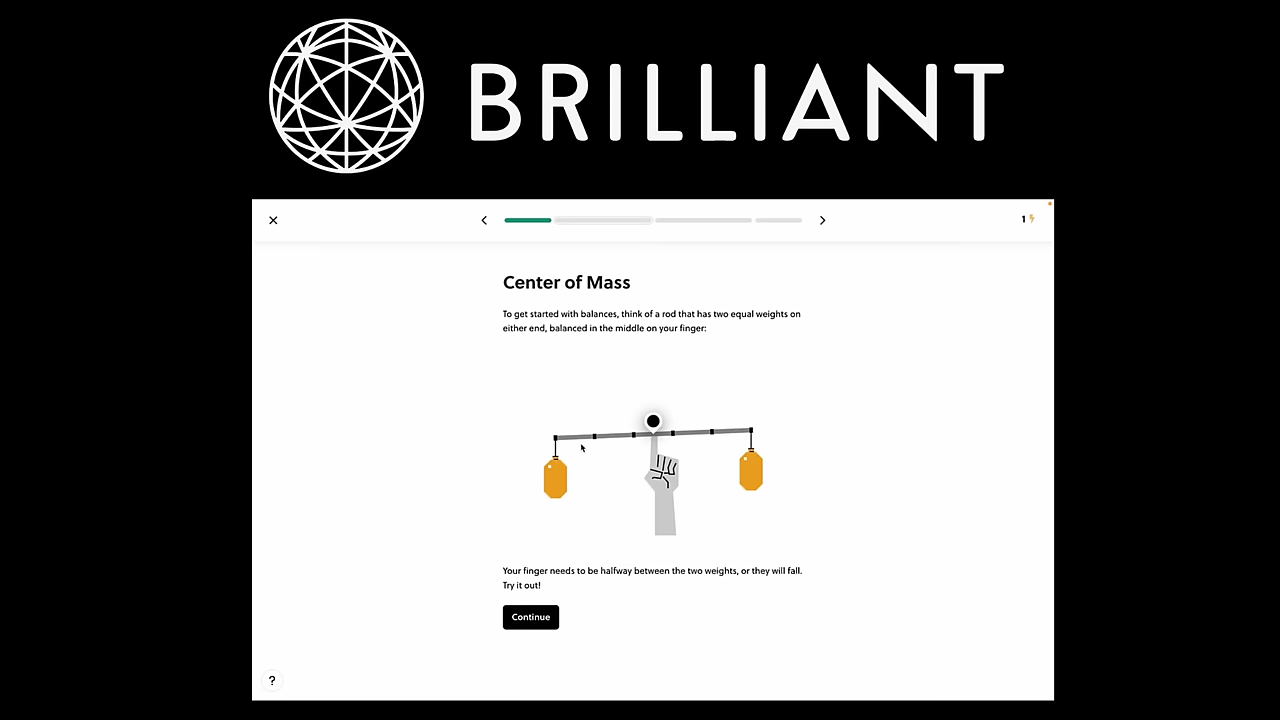 BRILLIANT
1
Center of Mass
To get started with balances, think of a rod that has two equal weights on
either end, balanced in the middle on your finger:
Your finger needs to be halfway between the two weights, or they will fall.
Try it out!
Continue
?